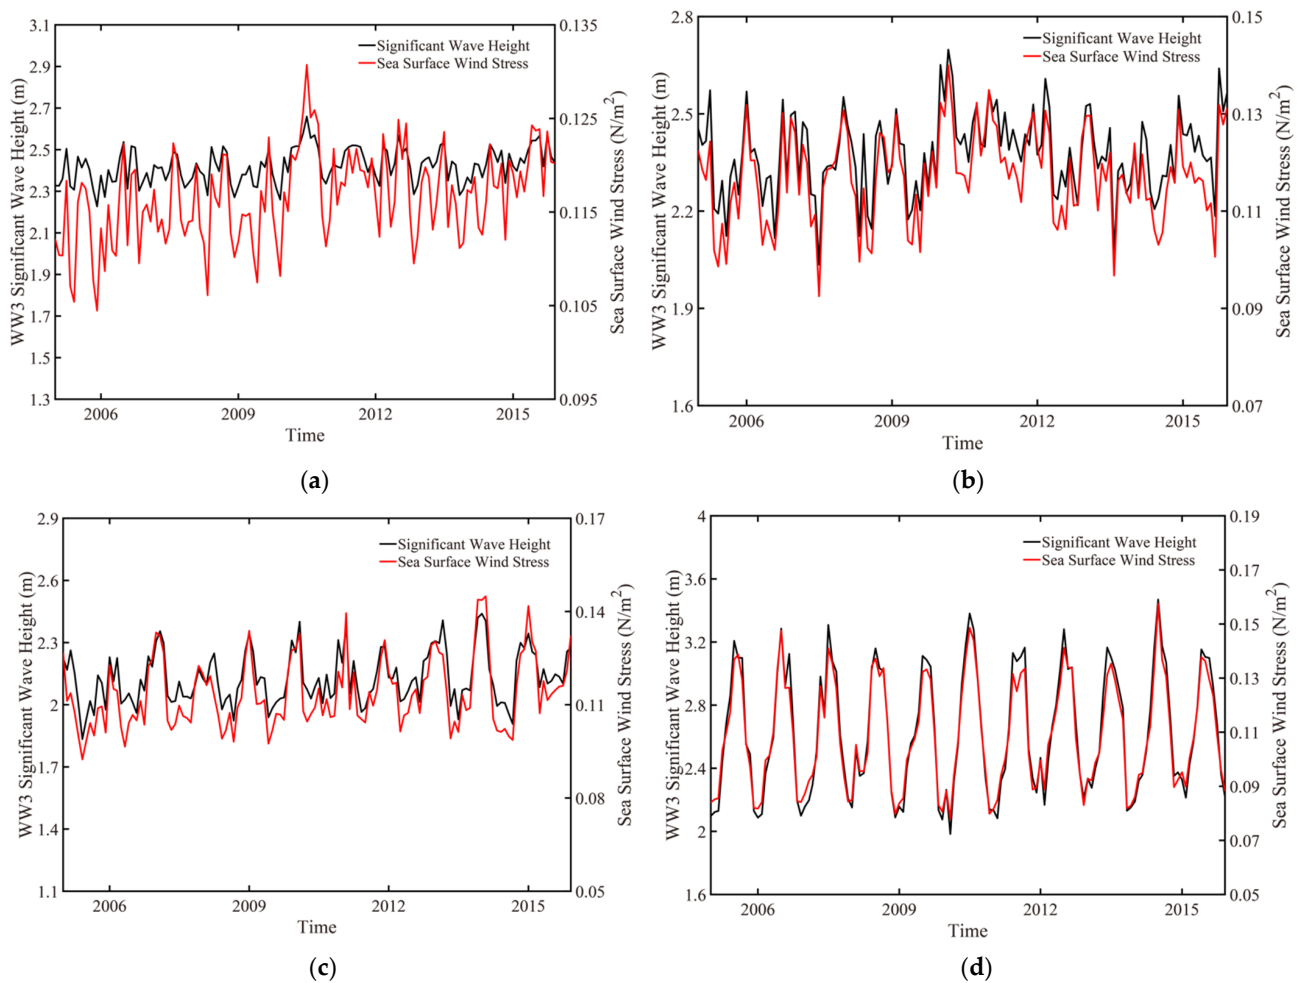 3.1
2.9
2.7
2.5
2.3
2.1
1.9
1.7
1.5
1.3
WW3 Significant Wave Height (m)
Significant Wave Height
Sea Surface Wind Stress
0.135
0.125
0.115
0.105
0.095
Sea Surface Wind Stress (N/m²)
2006 2009 2012 2015
Time
(a)
2.8
2.5
2.2
1.9
1.6
WW3 Significant Wave Height (m)
Significant Wave Height
Sea Surface Wind Stress
0.15
0.13
0.11
0.09
0.07
Sea Surface Wind Stress (N/m²)
2006 2009 2012 2015
Time
(b)
2.9
2.6
2.3
2
1.7
1.4
1.1
WW3 Significant Wave Height (m)
Significant Wave Height
Sea Surface Wind Stress
0.17
0.14
0.11
0.08
0.05
Sea Surface Wind Stress (N/m²)
2006 2009 2012 2015
Time
(c)
4
3.6
3.2
2.8
2.4
2
1.6
WW3 Significant Wave Height (m)
Significant Wave Height
Sea Surface Wind Stress
0.19
0.17
0.15
0.13
0.11
0.09
0.07
0.05
Sea Surface Wind Stress (N/m²)
2006 2009 2012 2015
Time
(d)